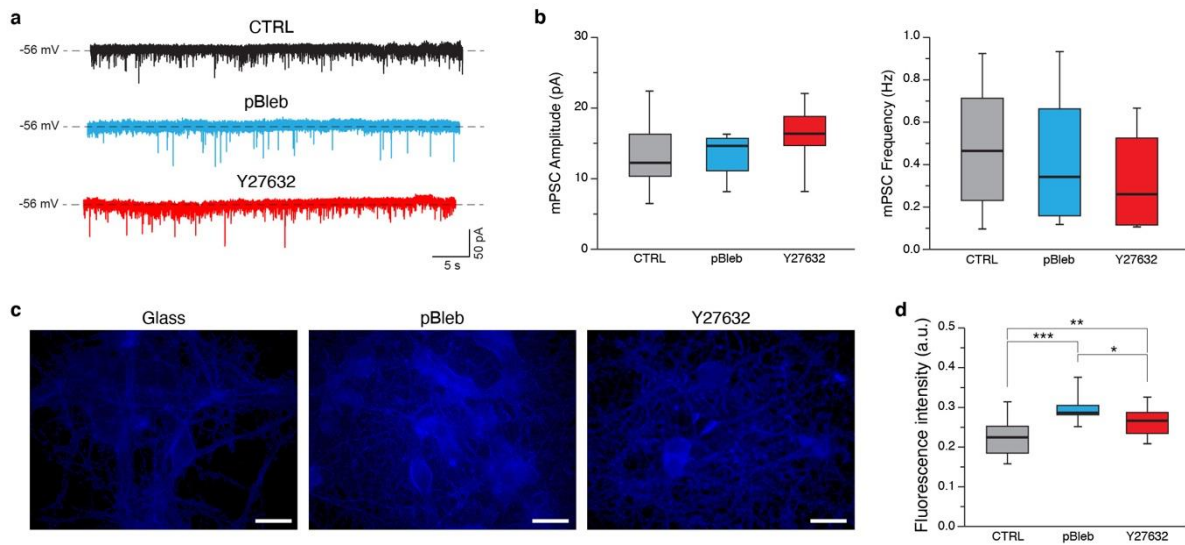 a
CTRL
-56 mV
pBleb
-56 mV
Y27632
-56 mV
50 pA
5 s
b
mPSC Amplitude (pA)
30
20
10
0
CTRL
pBleb
Y27632
mPSC Frequency (Hz)
1.0
0.8
0.6
0.4
0.2
0.0
CTRL
pBleb
Y27632
c
Glass
pBleb
Y27632
d
Fluorescence intensity (a.u.)
0.5
0.4
0.3
0.2
0.1
0.0
**
***
*
CTRL
pBleb
Y27632